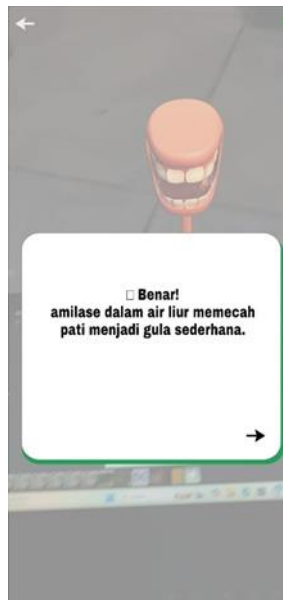 □ Benar!
amilase dalam air liur memecah
pati menjadi gula sederhana.